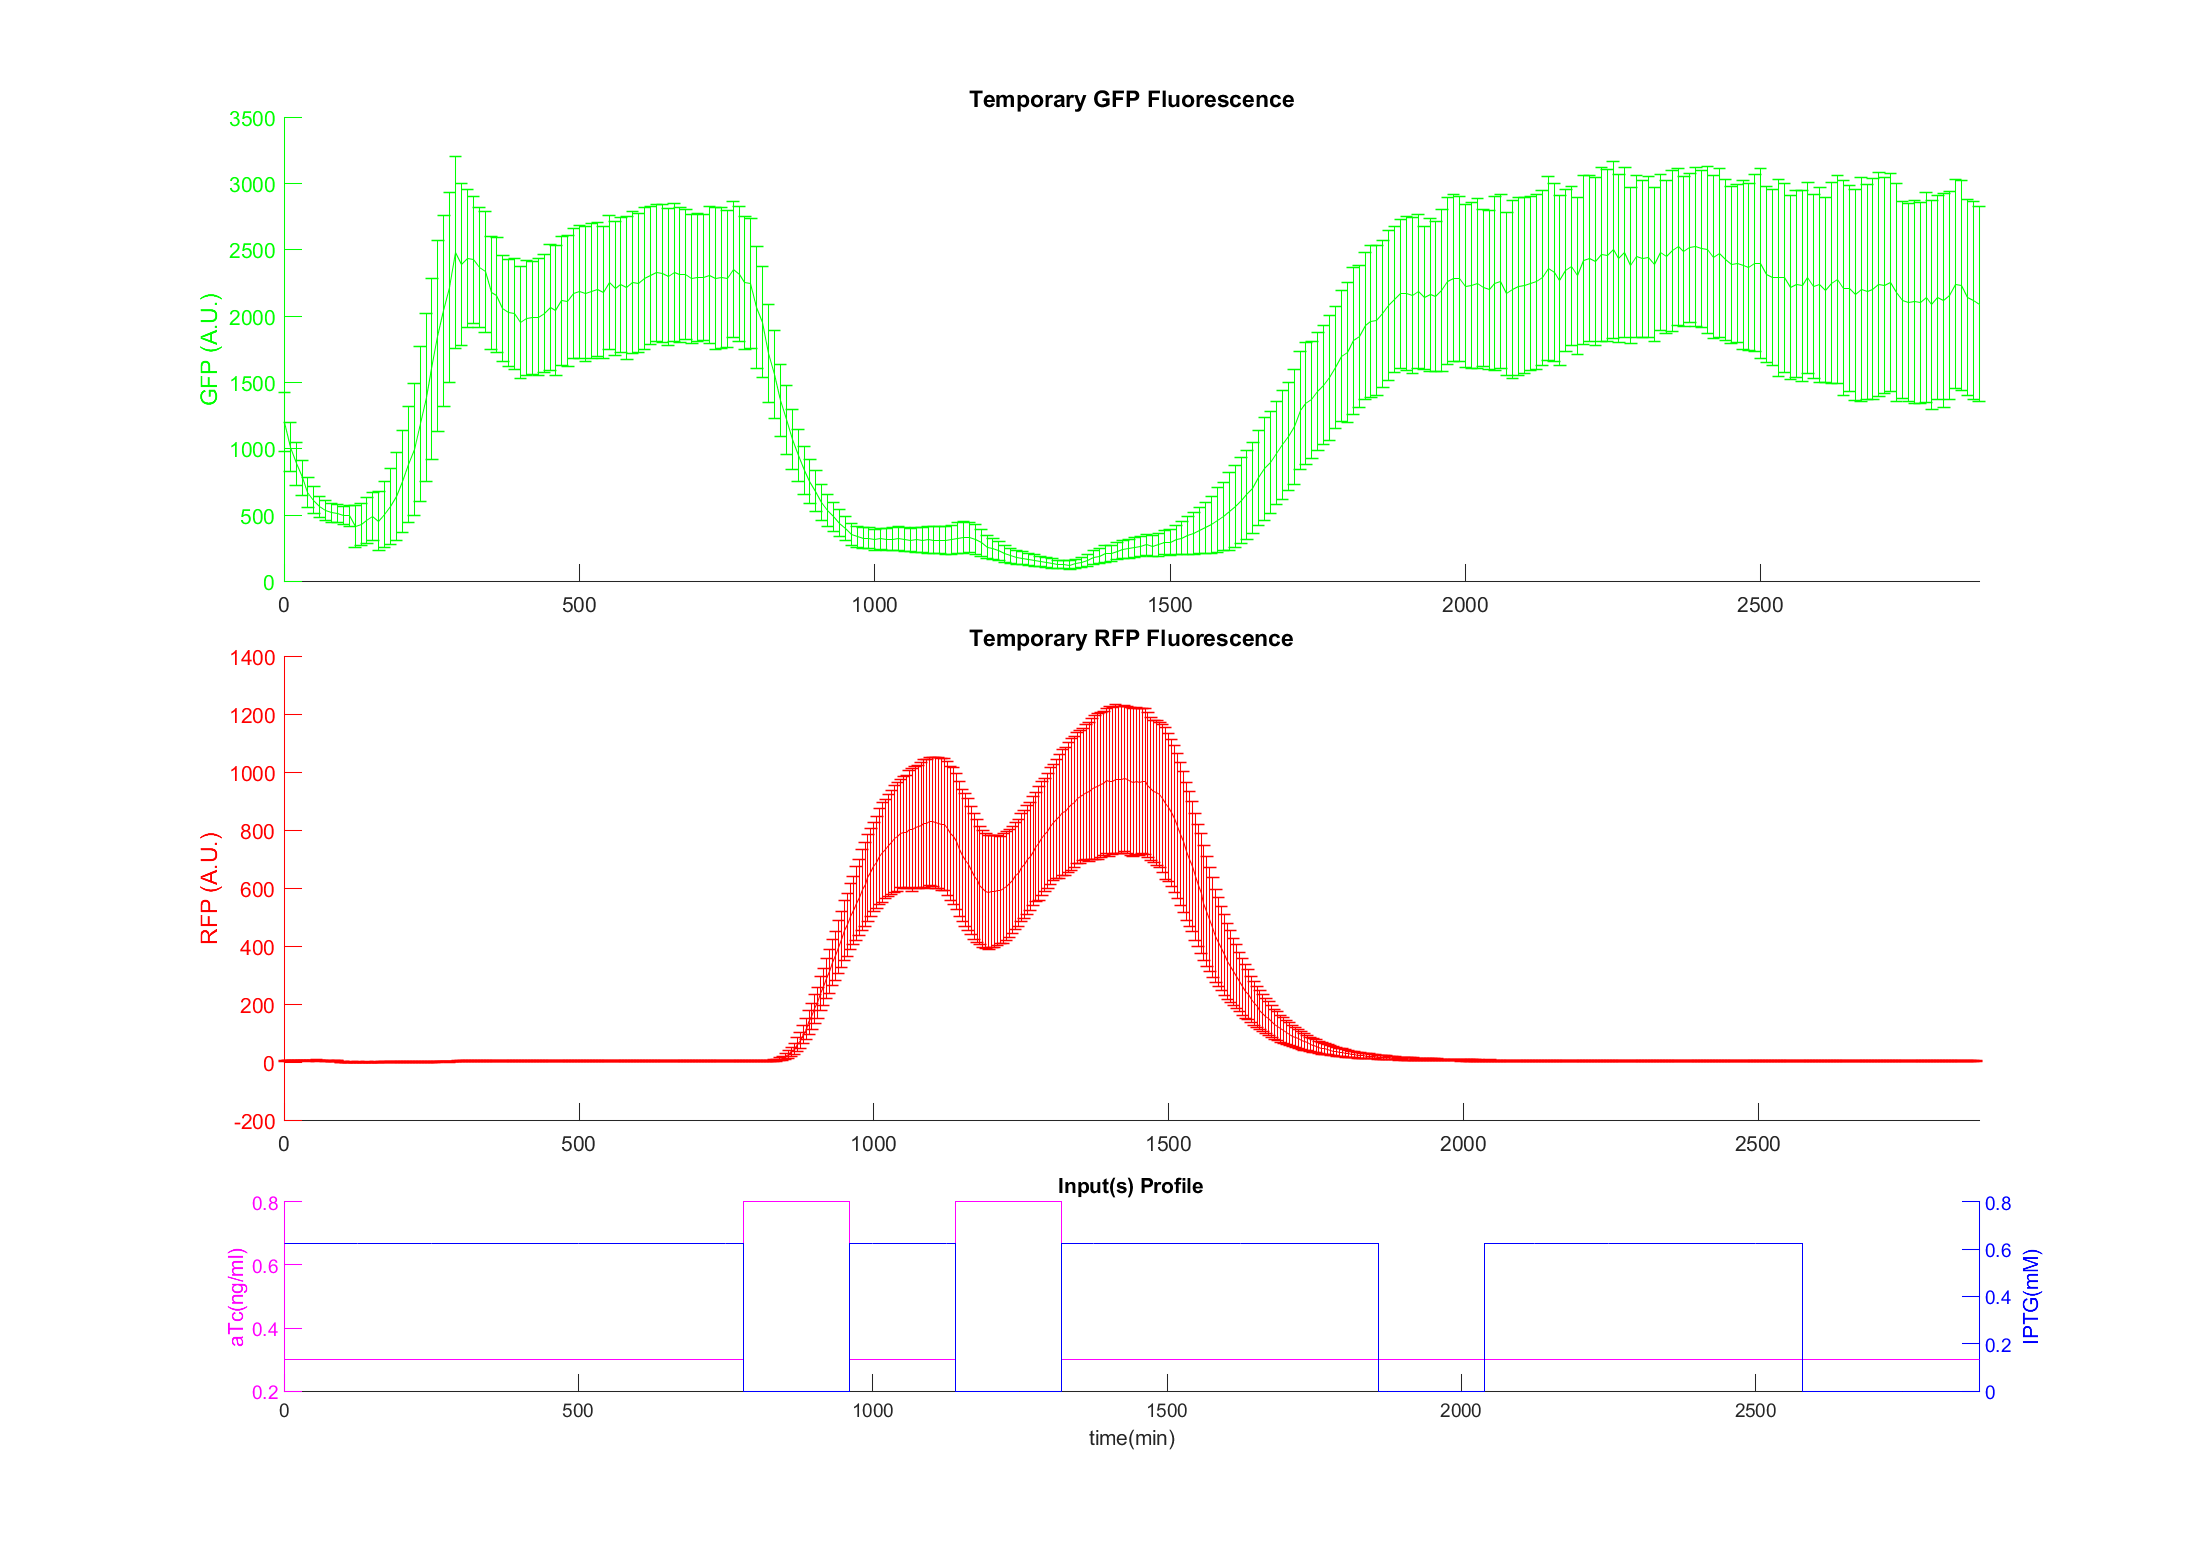 Temporary GFP Fluorescence
3500
3000
2500
2000
1500
1000
500
0
GFP (A.U.)
0 500 1000 1500 2000 2500
Temporary RFP Fluorescence
1400
1200
1000
800
600
400
200
0
-200
RFP (A.U.)
0 500 1000 1500 2000 2500
Input(s) Profile
0.8
0.6
0.4
0.2
aTc(ng/ml)
0.8
0.6
0.4
0.2
0
IPTG(mM)
0 500 1000 1500 2000 2500
time(min)